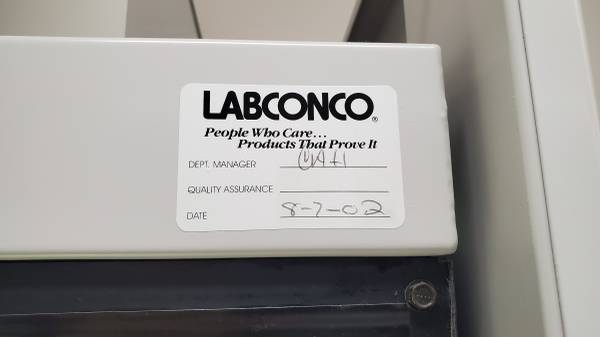 LABCONCO®
People Who Care...
Products That Prove It
DEPT. MANAGER
QUALITY ASSURANCE
DATE 8-7-02